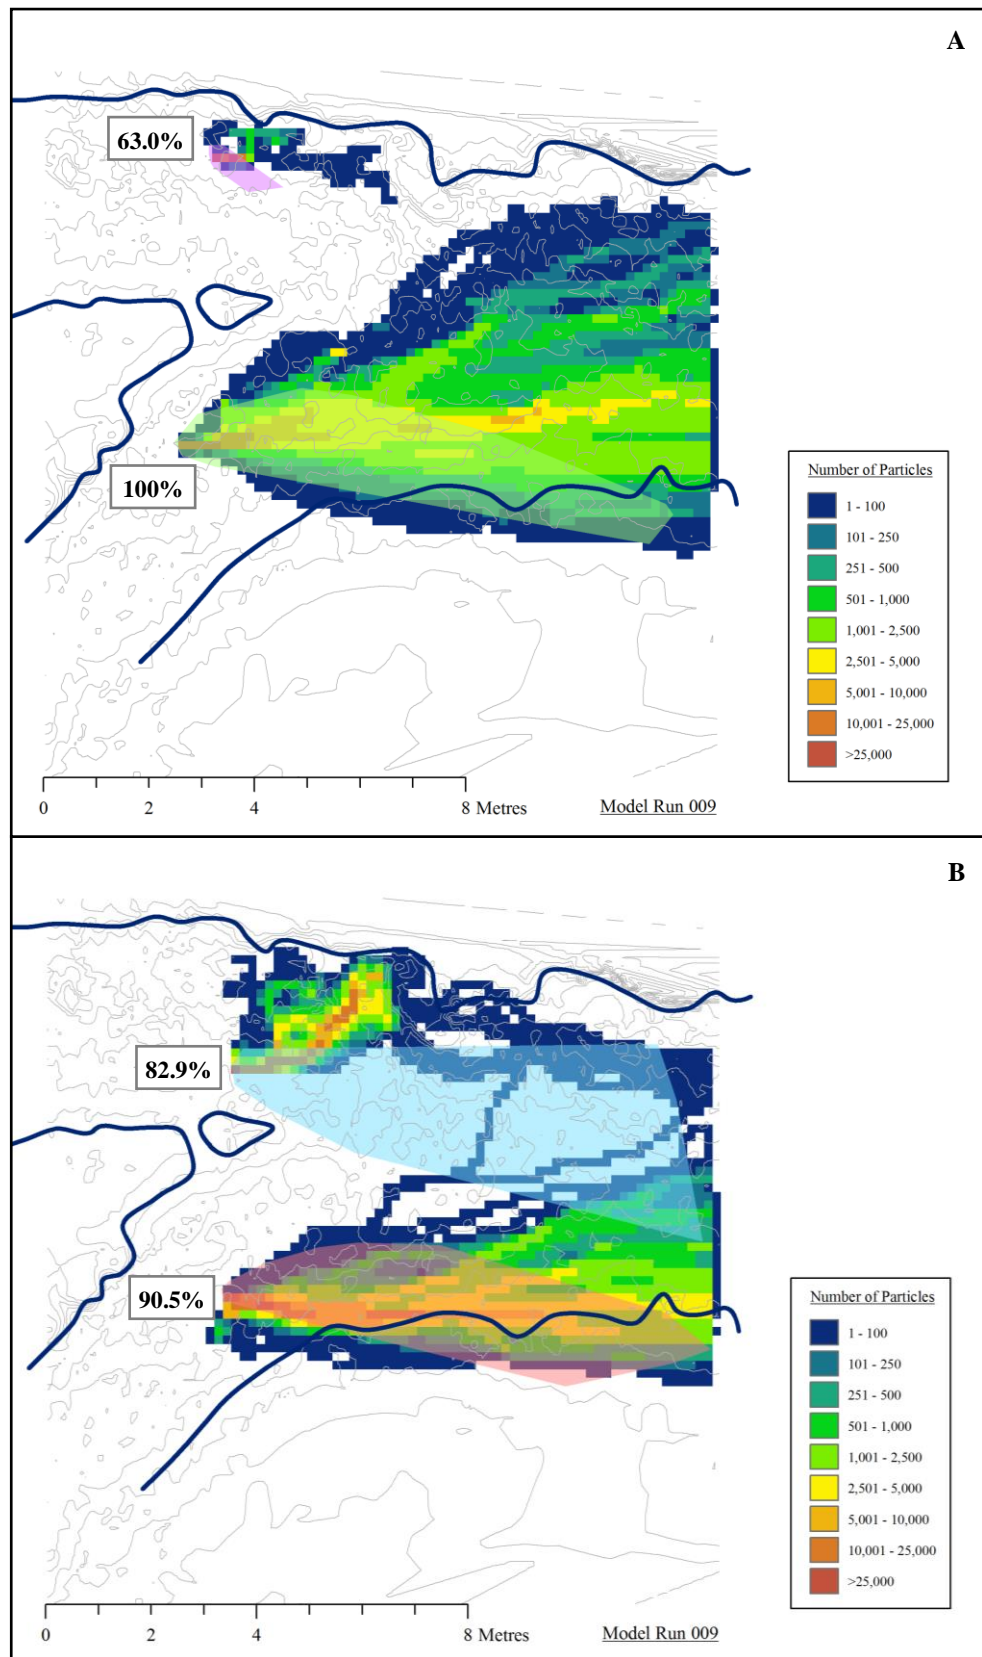 A
63.0%
100%
Number of Particles
1 - 100
101 - 250
251 - 500
501 - 1,000
1,001 - 2,500
2,501 - 5,000
5,001 - 10,000
10,001 - 25,000
>25,000
0 2 4 8 Metres Model Run 009
B
82.9%
90.5%
Number of Particles
1 - 100
101 - 250
251 - 500
501 - 1,000
1,001 - 2,500
2,501 - 5,000
5,001 - 10,000
10,001 - 25,000
>25,000
0 2 4 8 Metres Model Run 009